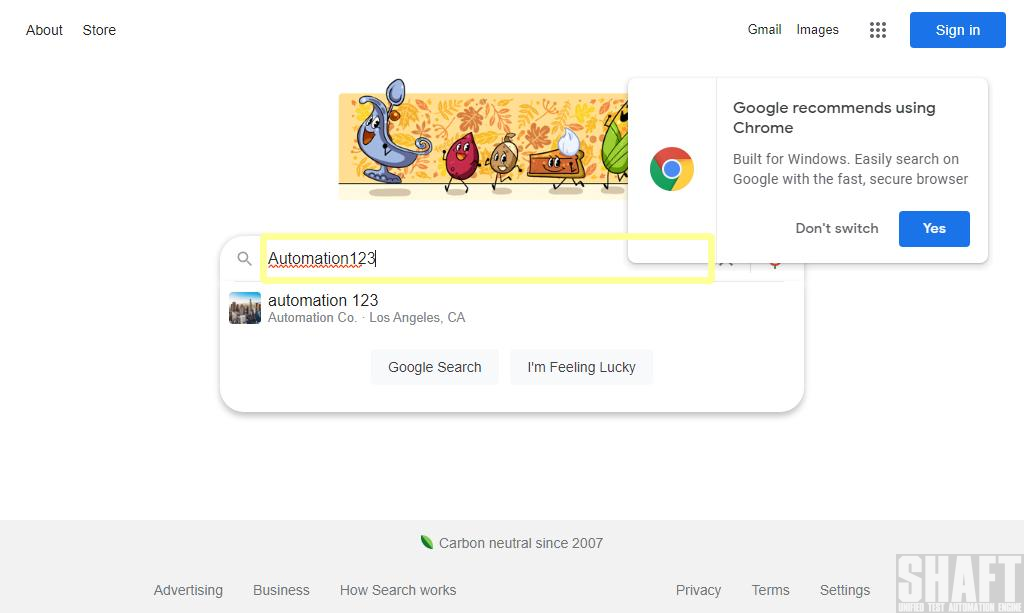 About Store Gmail Images Sign in
Google recommends using
Chrome
Built for Windows. Easily search on
Google with the fast, secure browser
Don't switch Yes
Automation123
automation 123
Automation Co. · Los Angeles, CA
Google Search I'm Feeling Lucky
Carbon neutral since 2007
Advertising Business How Search works Privacy Terms Settings
SHAFT
UNIFIED TEST AUTOMATION ENGINE